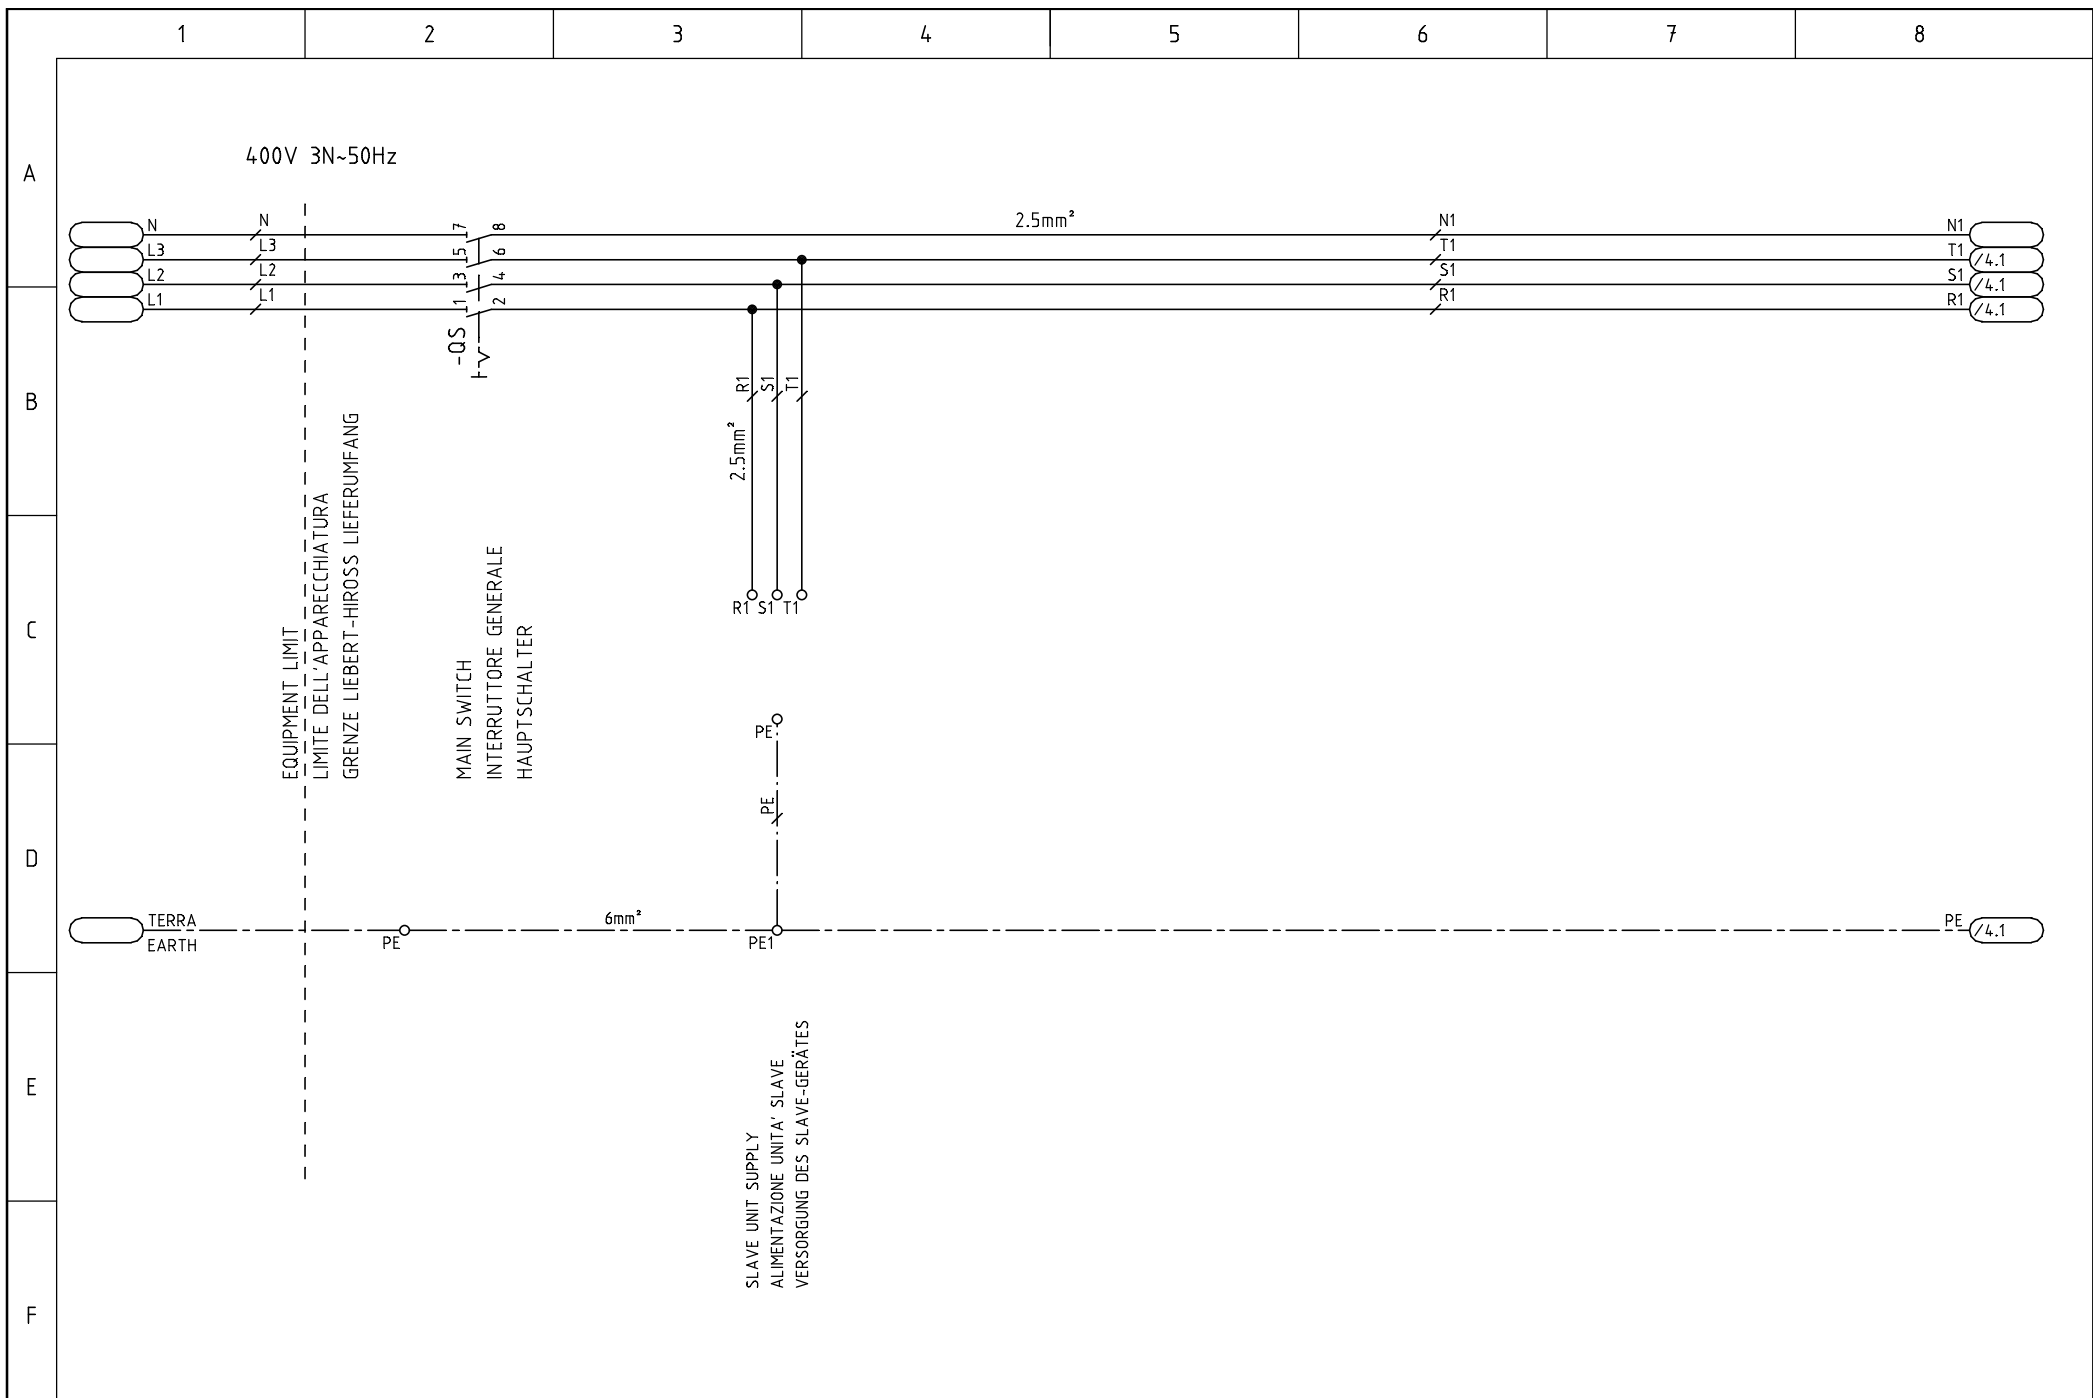 1 2 3 4 5 6 7 8
A
400V 3N~50Hz
N N 7 8 2.5mm² N1 N1
L3 L3 5 6 T1 T1 /4.1
L2 L2 3 4 S1 S1 /4.1
L1 L1 1 2 R1 R1 /4.1
-QS
B
R1 S1 T1
2.5mm²
C
R1 S1 T1
EQUIPMENT LIMIT
LIMITE DELL'APPARECCHIATURA
GRENZE LIEBERT-HIROSS LIEFERUMFANG
MAIN SWITCH
INTERRUTTORE GENERALE
HAUPTSCHALTER
PE
PE
D
TERRA 6mm² PE /4.1
EARTH PE PE1
E
SLAVE UNIT SUPPLY
ALIMENTAZIONE UNITA' SLAVE
VERSORGUNG DES SLAVE-GERÄTES
F